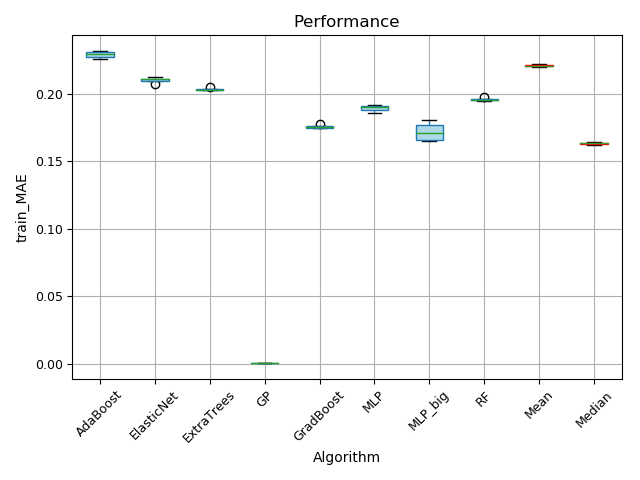 Performance
train_MAE
0.20
0.15
0.10
0.05
0.00
AdaBoost
ElasticNet
ExtraTrees
GP
GradBoost
MLP
MLP_big
RF
Mean
Median
Algorithm